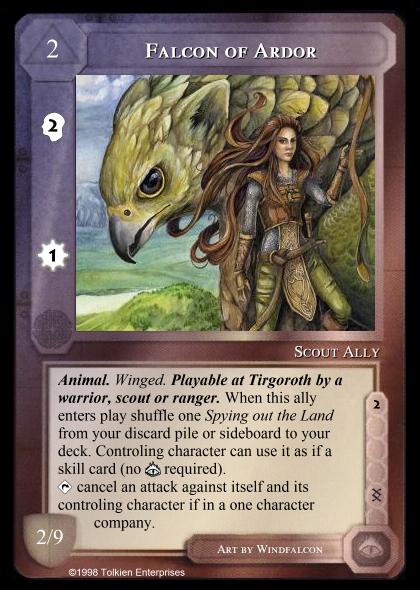 2
FALCON OF ARDOR
2
1
SCOUT ALLY
Animal. Winged. Playable at Tirgoroth by a
warrior, scout or ranger. When this ally
enters play shuffle one Spying out the Land
from your discard pile or sideboard to your
deck. Controling character can use it as if a
skill card (no required).
cancel an attack against itself and its
controling character if in a one character
company.
2
2/9
ART BY WINDFALCON
©1998 Tolkien Enterprises